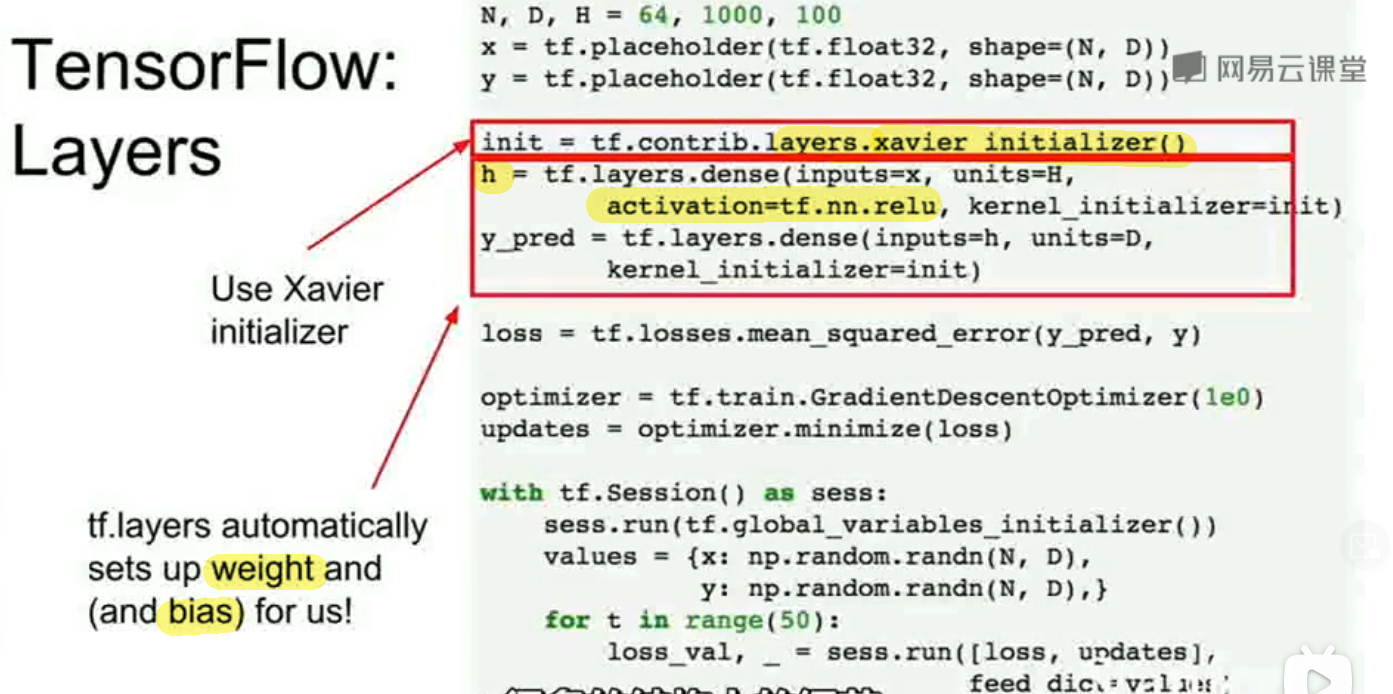 TensorFlow:
Layers
N, D, H = 64, 1000, 100
x = tf.placeholder(tf.float32, shape=(N, D))
y = tf.placeholder(tf.float32, shape=(N, D))
网易云课堂
init = tf.contrib.layers.xavier_initializer()
h = tf.layers.dense(inputs=x, units=H,
activation=tf.nn.relu, kernel_initializer=init)
y_pred = tf.layers.dense(inputs=h, units=D,
kernel_initializer=init)
Use Xavier
initializer
loss = tf.losses.mean_squared_error(y_pred, y)
optimizer = tf.train.GradientDescentOptimizer(1e0)
updates = optimizer.minimize(loss)
tf.layers automatically
sets up weight and
(and bias) for us!
with tf.Session() as sess:
sess.run(tf.global_variables_initializer())
values = {x: np.random.randn(N, D),
y: np.random.randn(N, D),}
for t in range(50):
loss_val, _ = sess.run([loss, updates],